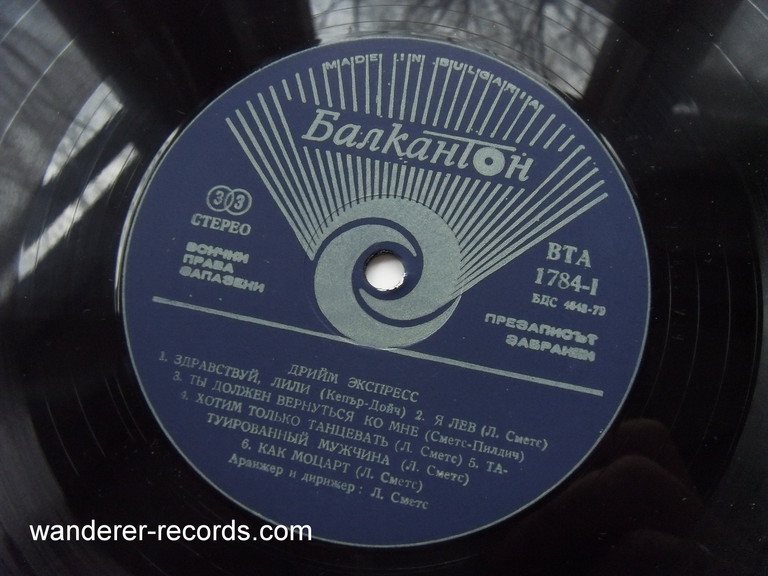 MADE IN BULGARIA
Балкантон
33
СТЕРЕО
ВСИЧКИ
ПРАВА
ЗАПАЗЕНИ
ВТА
1784-I
БДС 4642-79
ПРЕЗАПИСЪТ
ЗАБРАНЕН
ДРИЙМ ЭКСПРЕСС
1. ЗДРАВСТВУЙ, ЛИЛИ (Кепър-Дойч) 2. Я ЛЕВ (Л. Сметс)
3. ТЫ ДОЛЖЕН ВЕРНУТЬСЯ КО МНЕ (Сметс-Пилдич)
4. ХОТИМ ТОЛЬКО ТАНЦЕВАТЬ (Л. Сметс) 5. ТА-
ТУИРОВАННЫЙ МУЖЧИНА (Л. Сметс)
6. КАК МОЦАРТ (Л. Сметс)
Аранжер и дирижер: Л. Сметс
wanderer-records.com